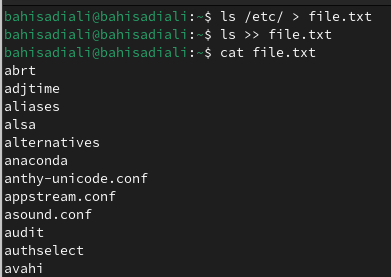 bahisadiali@bahisadiali:~$ ls /etc/ > file.txt
bahisadiali@bahisadiali:~$ ls >> file.txt
bahisadiali@bahisadiali:~$ cat file.txt
abrt
adjtime
aliases
alsa
alternatives
anaconda
anthy-unicode.conf
appstream.conf
asound.conf
audit
authselect
avahi